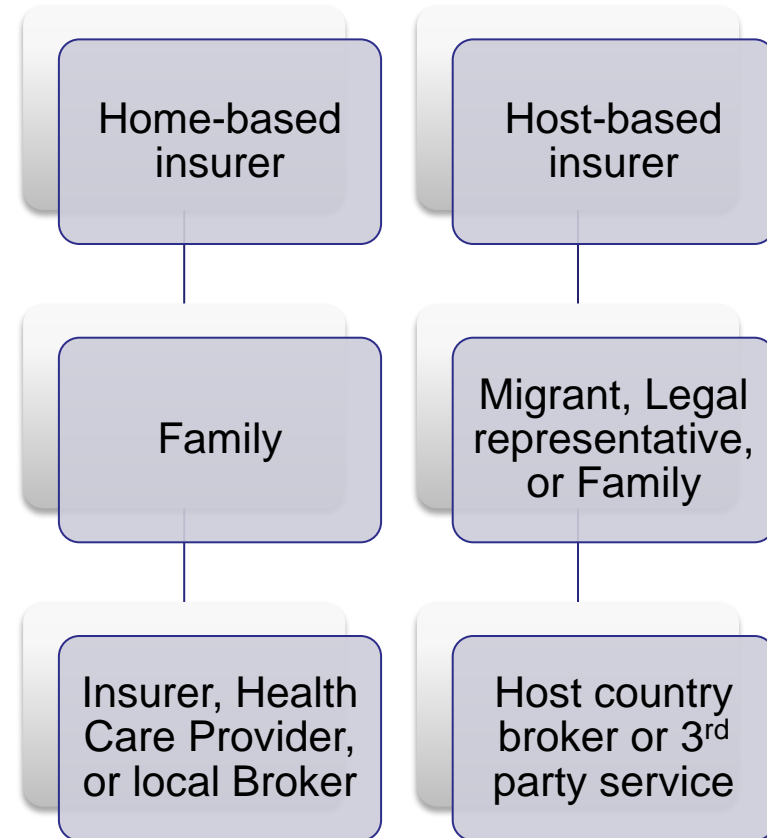 Home-based
insurer
Host-based
insurer
Family
Migrant, Legal
representative,
or Family
Insurer, Health
Care Provider,
or local Broker
Host country
broker or 3rd
party service